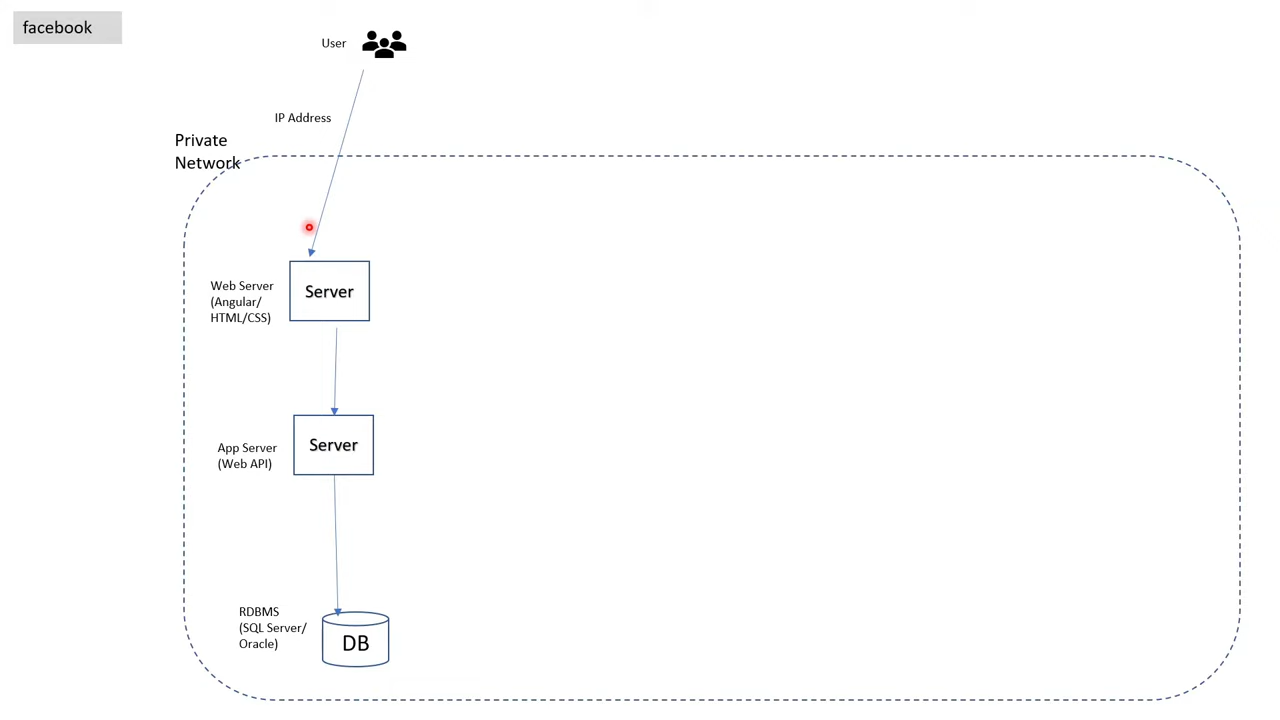 facebook
User
IP Address
Private
Network
Web Server
(Angular/
HTML/CSS)
Server
App Server
(Web API)
Server
RDBMS
(SQL Server/
Oracle)
DB